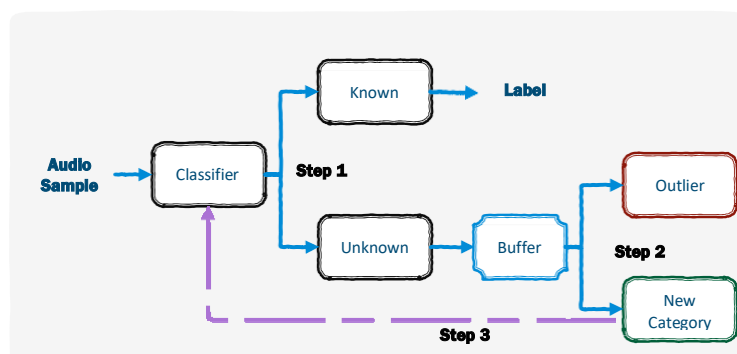 Known
Label
Audio
Sample
Classifier
Step 1
Outlier
Unknown
Buffer
Step 2
New
Category
Step 3